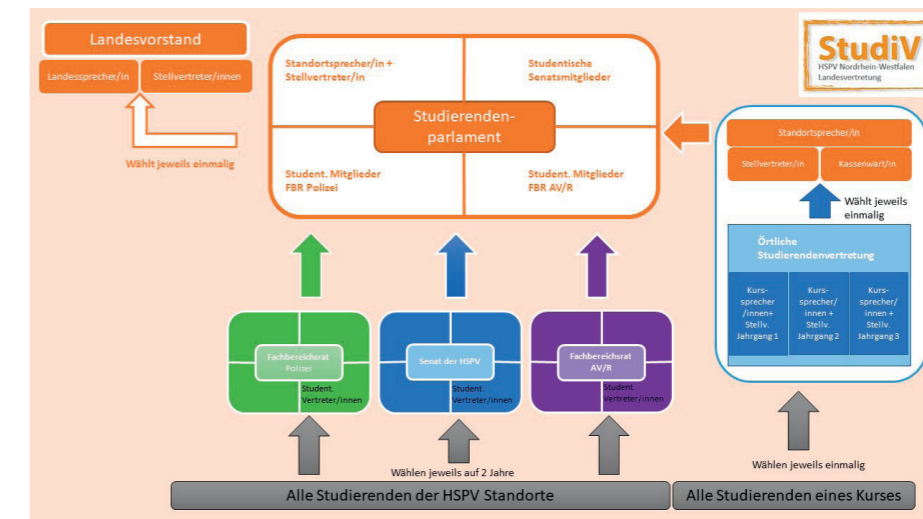 Landesvorstand
Landessprecher/in
Stellvertreter/innen
Wählt jeweils einmalig
Standortsprecher/in +
Stellvertreter/in
Studentische
Senatsmitglieder
Studierenden-
parlament
Student. Mitglieder
FBR Polizei
Student. Mitglieder
FBR AV/R
StudiV
HSPV Nordrhein-Westfalen
Landesvertretung
Standortsprecher/in
Stellvertreter/in
Kassenwart/in
Wählt jeweils
einmalig
Örtliche
Studierendenvertretung
Kurs-
sprecher
/innen+
Stellv.
Jahrgang 1
Kurs-
sprecher/
innen +
Stellv.
Jahrgang 2
Kurs-
sprecher/
innen +
Stellv.
Jahrgang 3
Fachbereichsrat
Polizei
Student.
Vertreter/innen
Senat der HSPV
Student.
Vertreter/innen
Fachbereichsrat
AV/R
Student.
Vertreter/innen
Wählen jeweils auf 2 Jahre
Wählen jeweils einmalig
Alle Studierenden der HSPV Standorte
Alle Studierenden eines Kurses